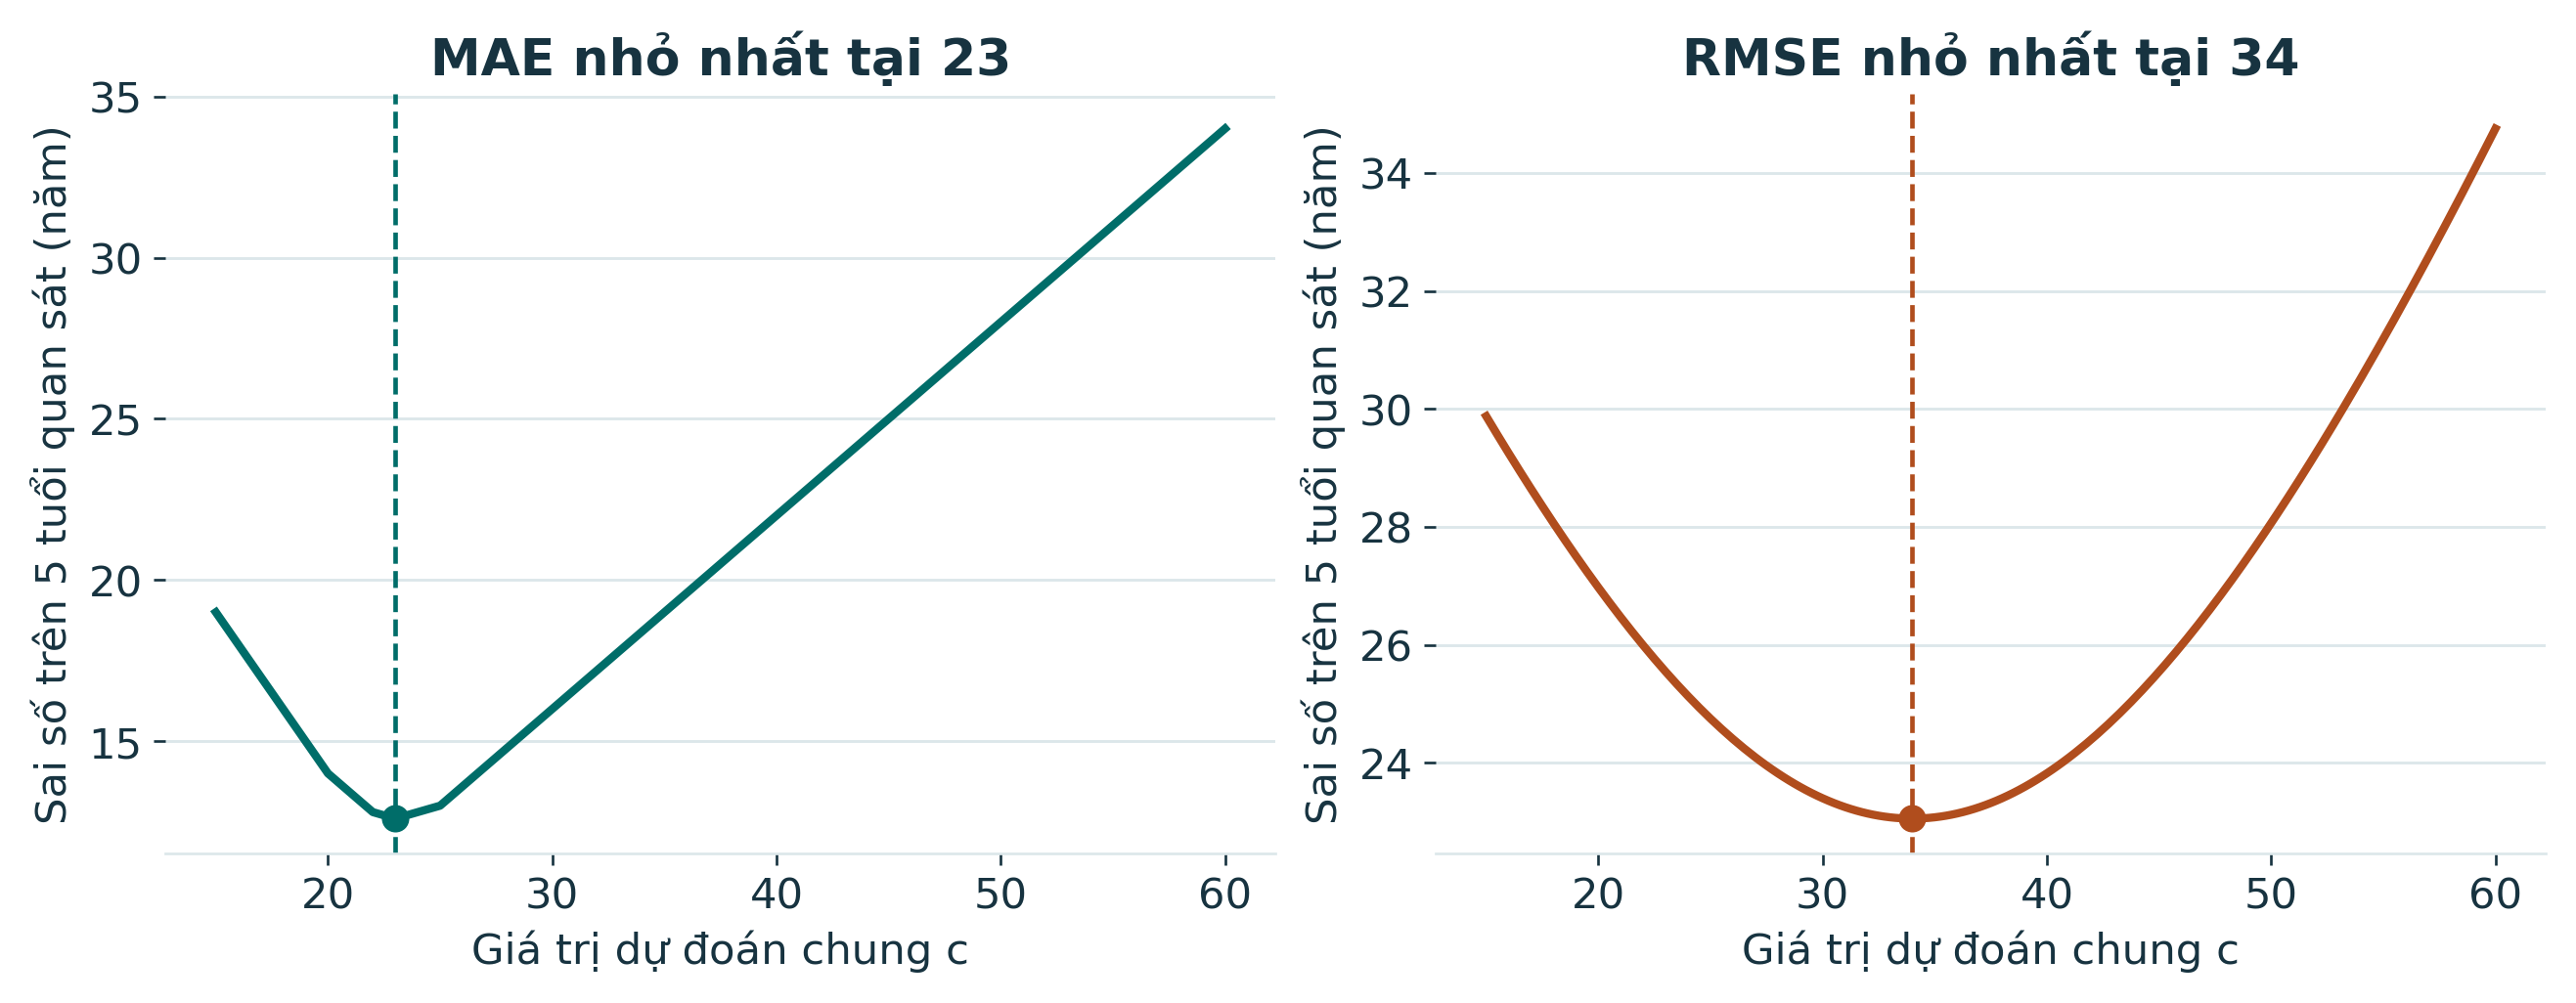 MAE nhỏ nhất tại 23
Sai số trên 5 tuổi quan sát (năm)
35
30
25
20
15
20 30 40 50 60
Giá trị dự đoán chung c
RMSE nhỏ nhất tại 34
Sai số trên 5 tuổi quan sát (năm)
34
32
30
28
26
24
20 30 40 50 60
Giá trị dự đoán chung c